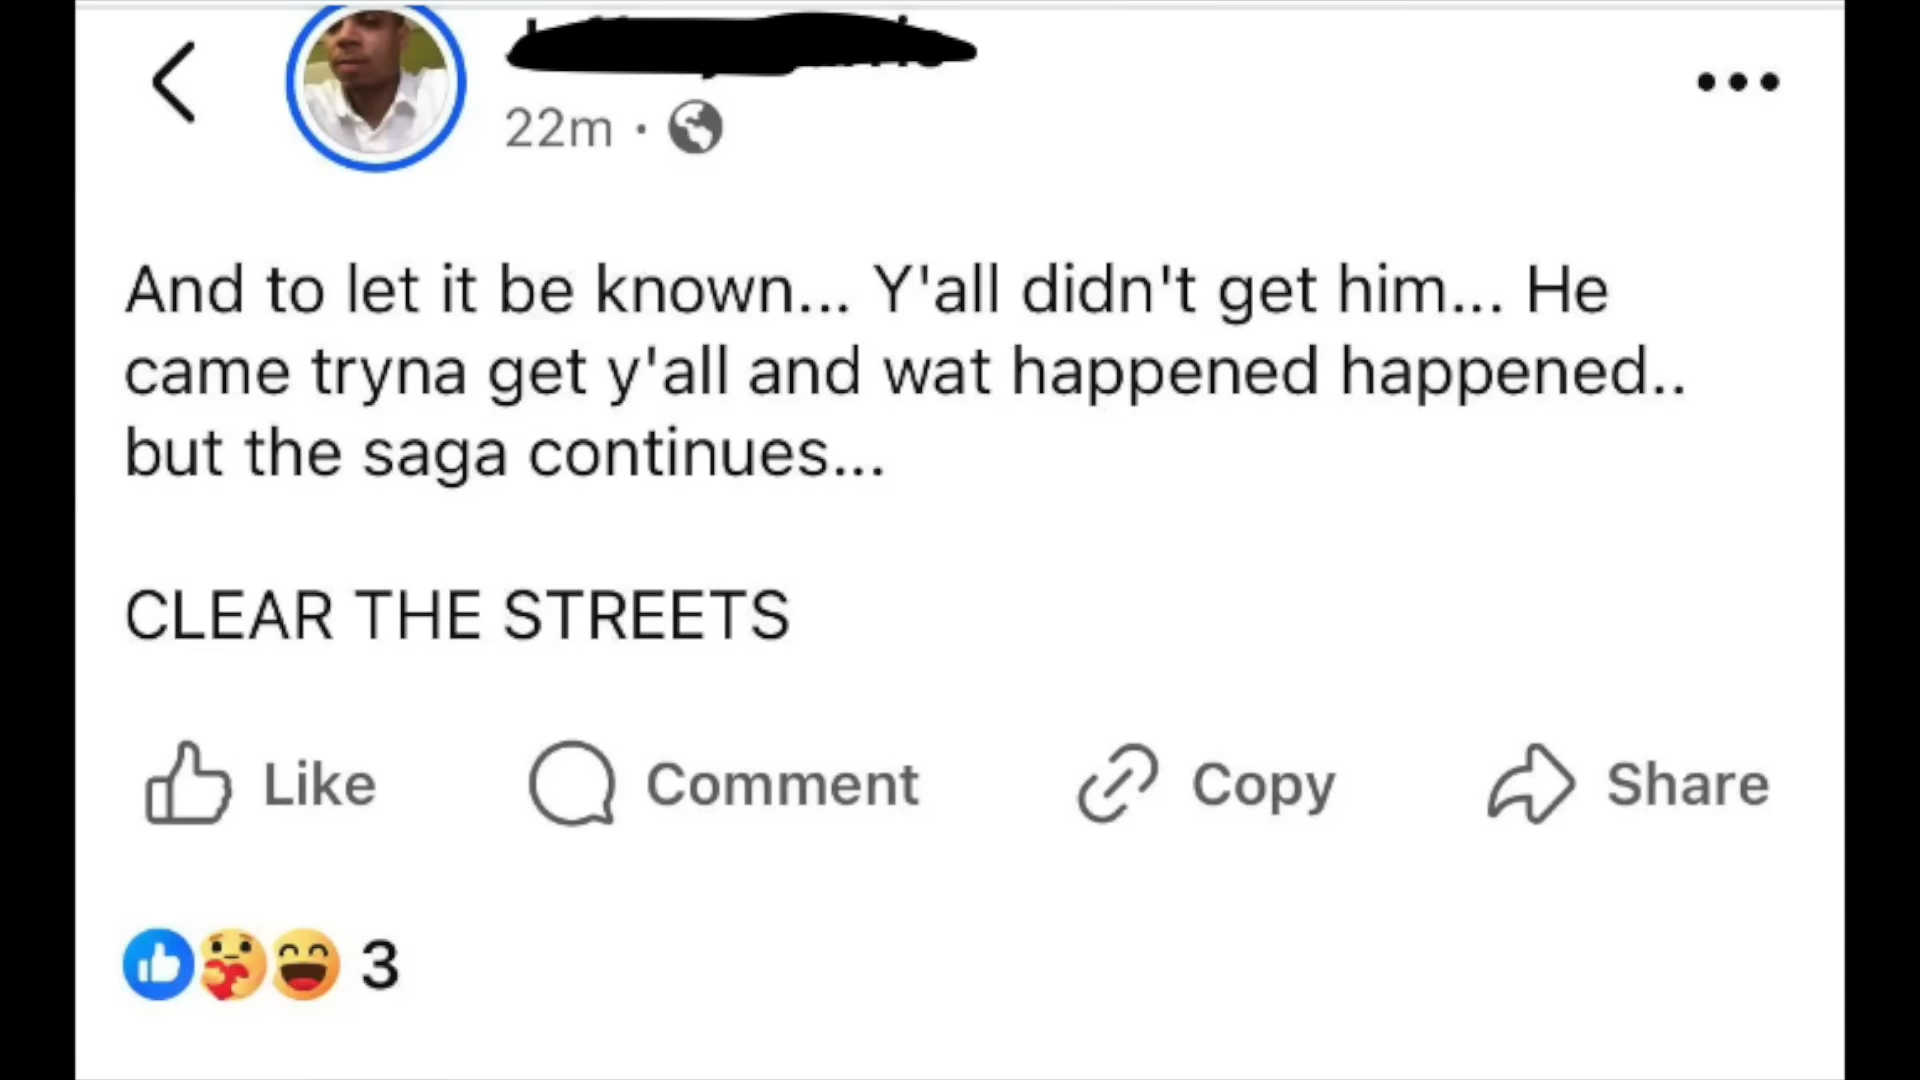 22m ·
And to let it be known... Y'all didn't get him... He
came tryna get y'all and wat happened happened..
but the saga continues...
CLEAR THE STREETS
Like Comment Copy Share
3